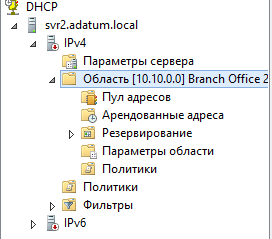 DHCP
svr2.adatum.local
IPv4
Параметры сервера
Область [10.10.0.0] Branch Office 2
Пул адресов
Арендованные адреса
Резервирование
Параметры области
Политики
Политики
Фильтры
IPv6